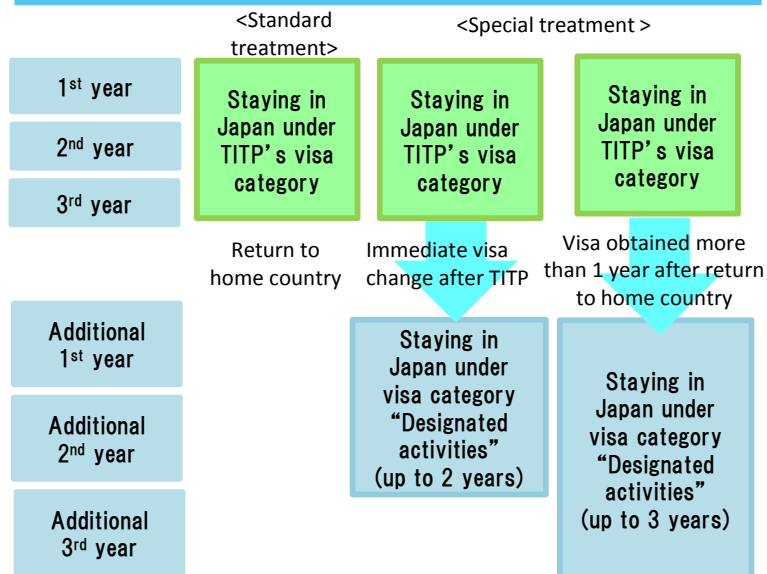 <Standard
treatment>
<Special treatment >
1st year
2nd year
3rd year
Staying in
Japan under
TITP's visa
category
Staying in
Japan under
TITP's visa
category
Staying in
Japan under
TITP's visa
category
Return to
home country
Immediate visa
change after TITP
Visa obtained more
than 1 year after return
to home country
Additional
1st year
Additional
2nd year
Additional
3rd year
Staying in
Japan under
visa category
“Designated
activities”
(up to 2 years)
Staying in
Japan under
visa category
“Designated
activities”
(up to 3 years)